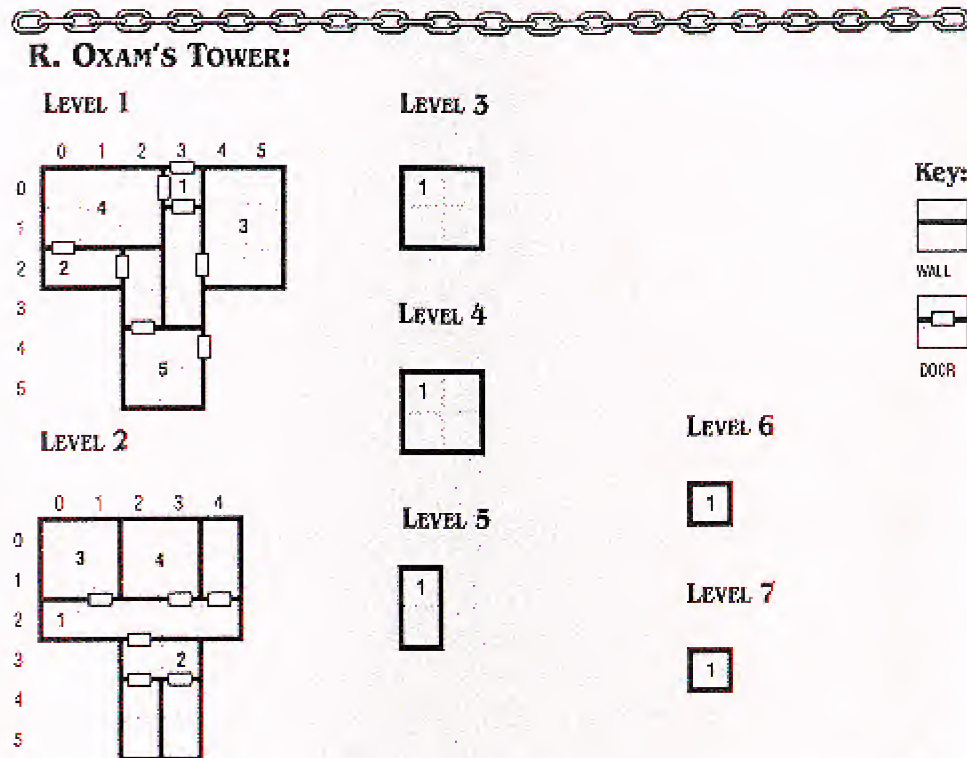 R. OXAM'S TOWER:
LEVEL 1
0 1 2 3 4 5
0
1
2
3
4
5
1
4
3
2
5
LEVEL 2
0 1 2 3 4
0
1
2
3
4
5
3
4
1
2
LEVEL 3
1
LEVEL 4
1
LEVEL 5
1
LEVEL 6
1
LEVEL 7
1
Key:
WALL
DOOR